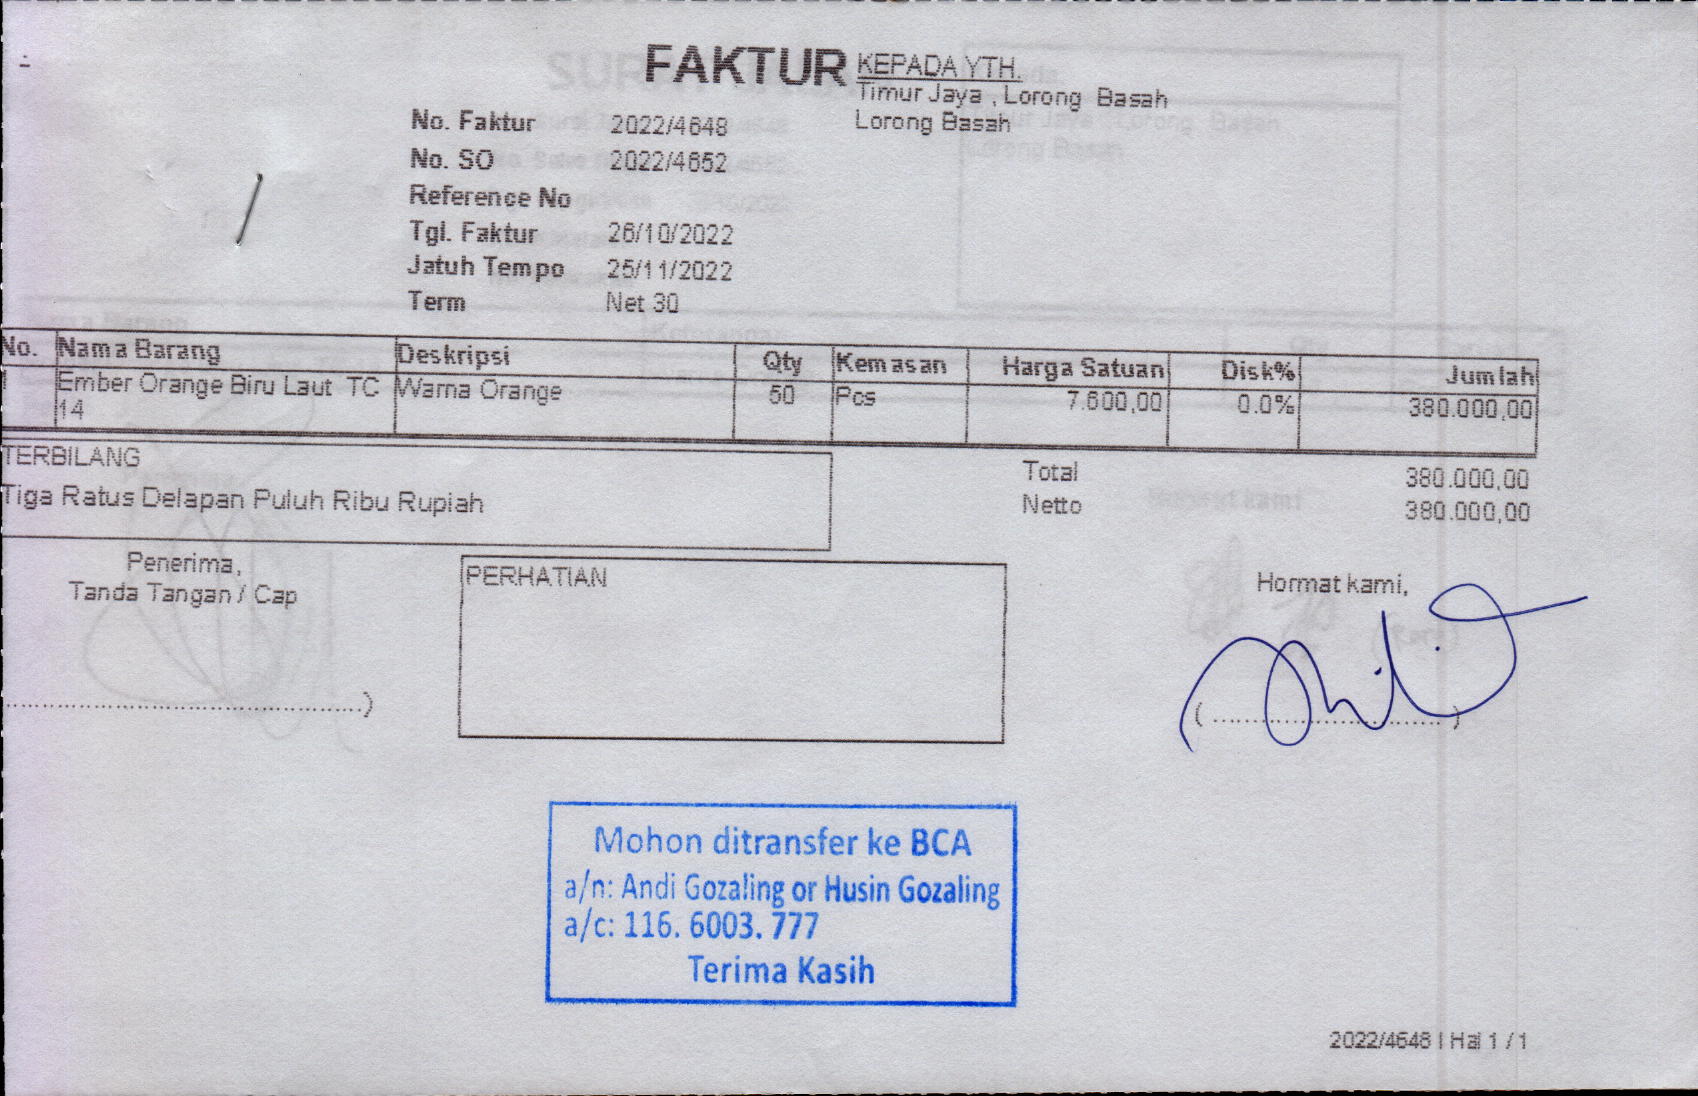 FAKTUR
KEPADA YTH.
Timur Jaya , Lorong Basah
Lorong Basah
No. Faktur 2022/4648
No. SO 2022/4652
Reference No
Tgl. Faktur 26/10/2022
Jatuh Tempo 25/11/2022
Term Net 30
No. Nama Barang Deskripsi Qty Kemasan Harga Satuan Disk% Jumlah
1 Ember Orange Biru Laut TC Warna Orange 50 Pcs 7.600,00 0.0% 380.000,00
14
TERBILANG
Tiga Ratus Delapan Puluh Ribu Rupiah
Total 380.000,00
Netto 380.000,00
Penerima,
Tanda Tangan / Cap
PERHATIAN
Hormat kami,
Mohon ditransfer ke BCA
a/n: Andi Gozaling or Husin Gozaling
a/c: 116. 6003. 777
Terima Kasih
2022/4648 | Hal 1 / 1